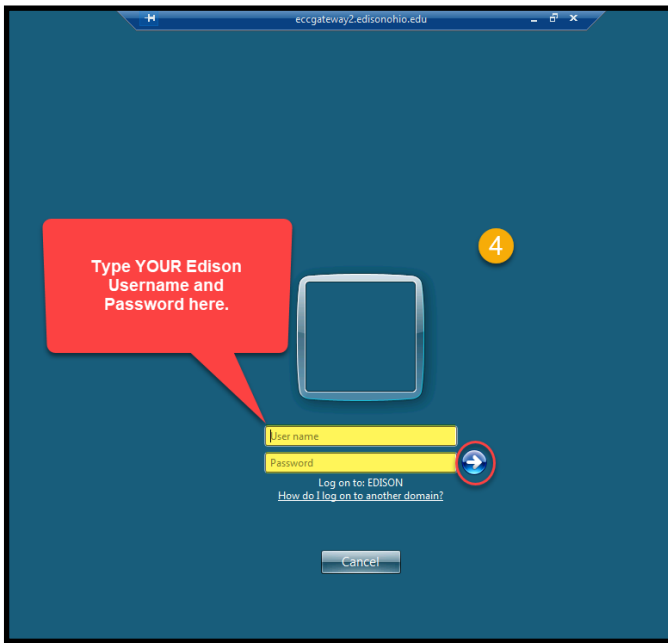 eccgateway2.edisonohio.edu
4
Type YOUR Edison
Username and
Password here.
User name
Password
Log on to: EDISON
How do I log on to another domain?
Cancel